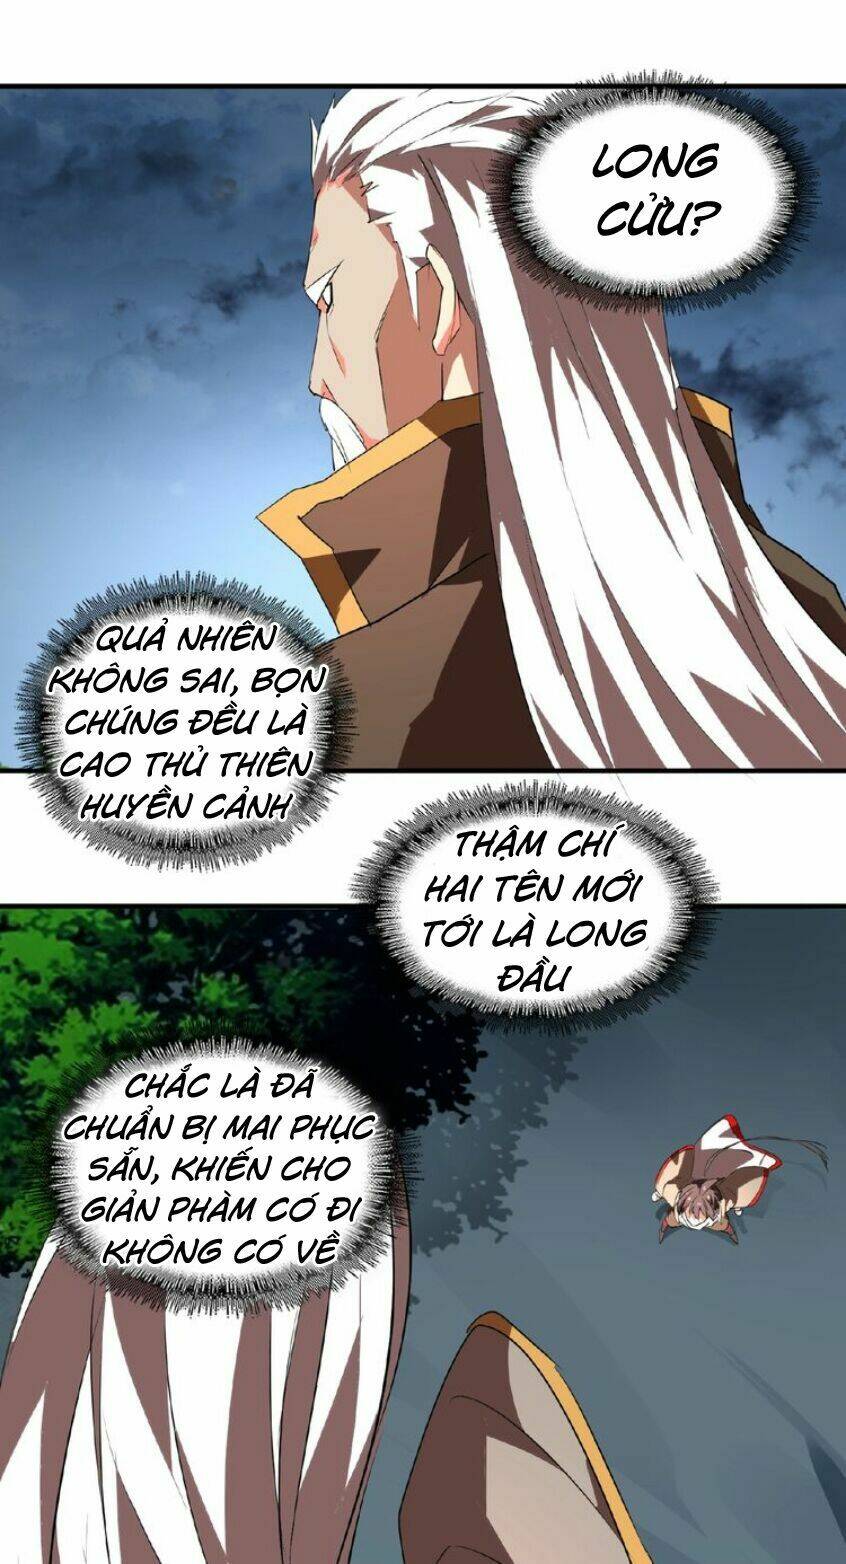 LONG
CỬU?
QUẢ NHIÊN
KHÔNG SAI, BỌN
CHÚNG ĐỀU LÀ
CAO THỦ THIÊN
HUYỀN CẢNH
THẬM CHÍ
HAI TÊN MỚI
TỚI LÀ LONG
ĐẦU
CHẮC LÀ ĐÃ
CHUẨN BỊ MAI PHỤC
SẴN, KHIẾN CHO
GIẢN PHÀM CÓ ĐI
KHÔNG CÓ VỀ